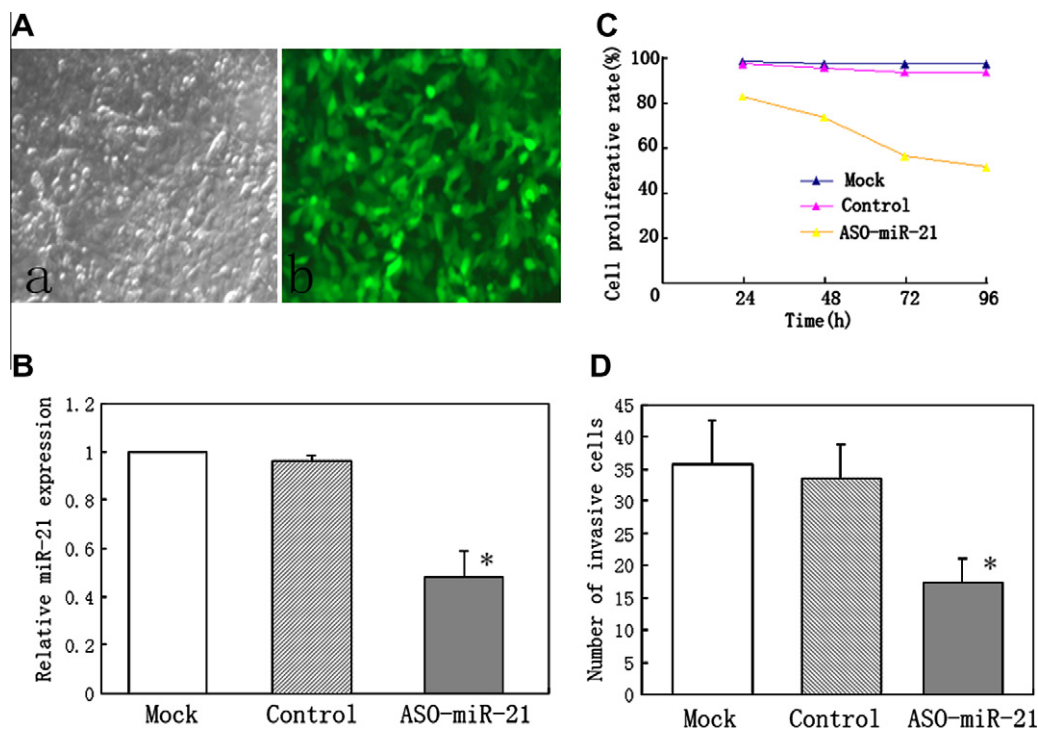 A
a
b
C
Cell proliferative rate(%)
100
80
60
40
20
0
Mock
Control
ASO-miR-21
24 48 72 96
Time(h)
B
Relative miR-21 expression
1.2
1
0.8
0.6
0.4
0.2
0
*
Mock Control ASO-miR-21
D
Number of invasive cells
45
40
35
30
25
20
15
10
5
0
*
Mock Control ASO-miR-21